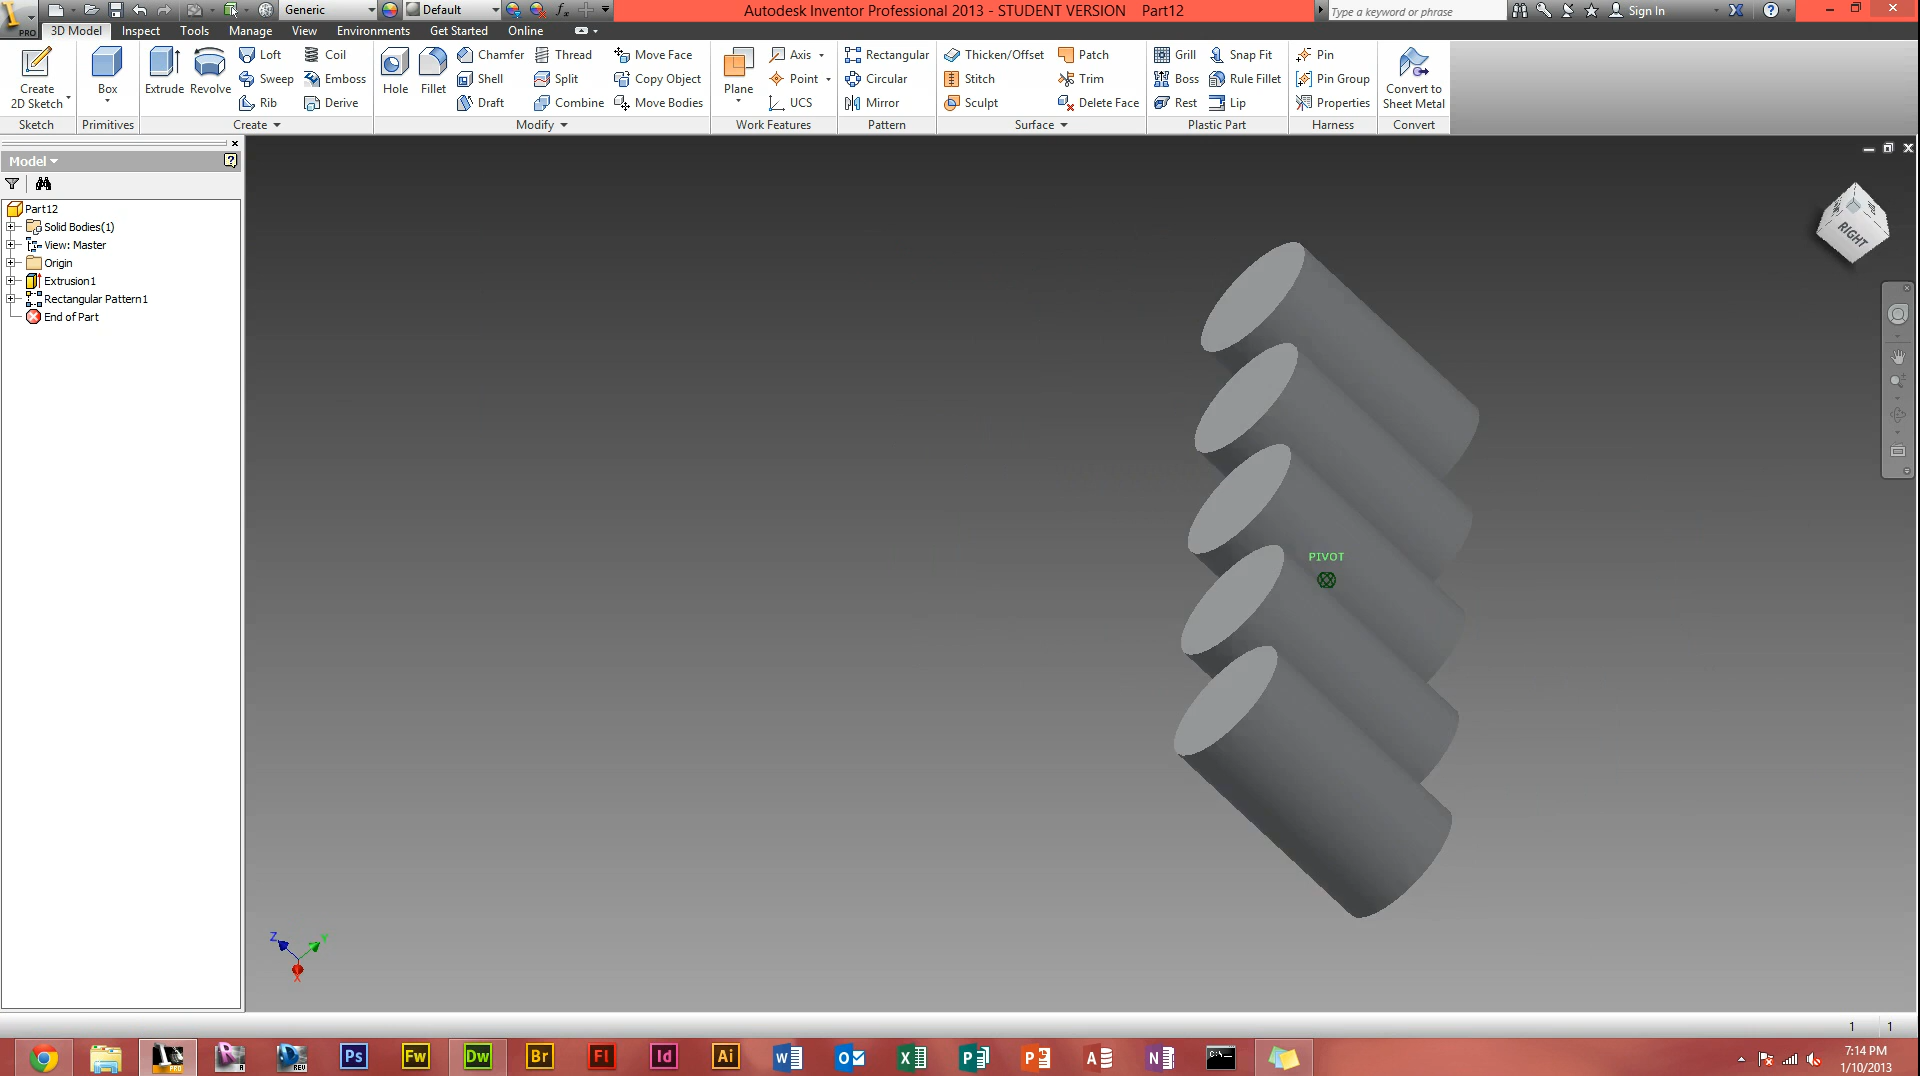 Generic
Default
Autodesk Inventor Professional 2013 - STUDENT VERSION Part12
Type a keyword or phrase
Sign In
PRO
3D Model Inspect Tools Manage View Environments Get Started Online
Create 2D Sketch
Box
Extrude
Revolve
Loft
Sweep
Rib
Coil
Emboss
Derive
Hole
Fillet
Chamfer
Shell
Draft
Thread
Split
Combine
Move Face
Copy Object
Move Bodies
Plane
Axis
Point
UCS
Rectangular
Circular
Mirror
Thicken/Offset
Stitch
Sculpt
Patch
Trim
Delete Face
Grill
Boss
Rest
Snap Fit
Rule Fillet
Lip
Pin
Pin Group
Properties
Convert to Sheet Metal
Sketch Primitives Create Modify Work Features Pattern Surface Plastic Part Harness Convert
Model
Part12
Solid Bodies(1)
View: Master
Origin
Extrusion1
Rectangular Pattern1
End of Part
RIGHT
PIVOT
Z
Y
X
1 1
PRO
R
REV
Ps Fw Dw Br Fl Id Ai
C:\
7:14 PM
1/10/2013